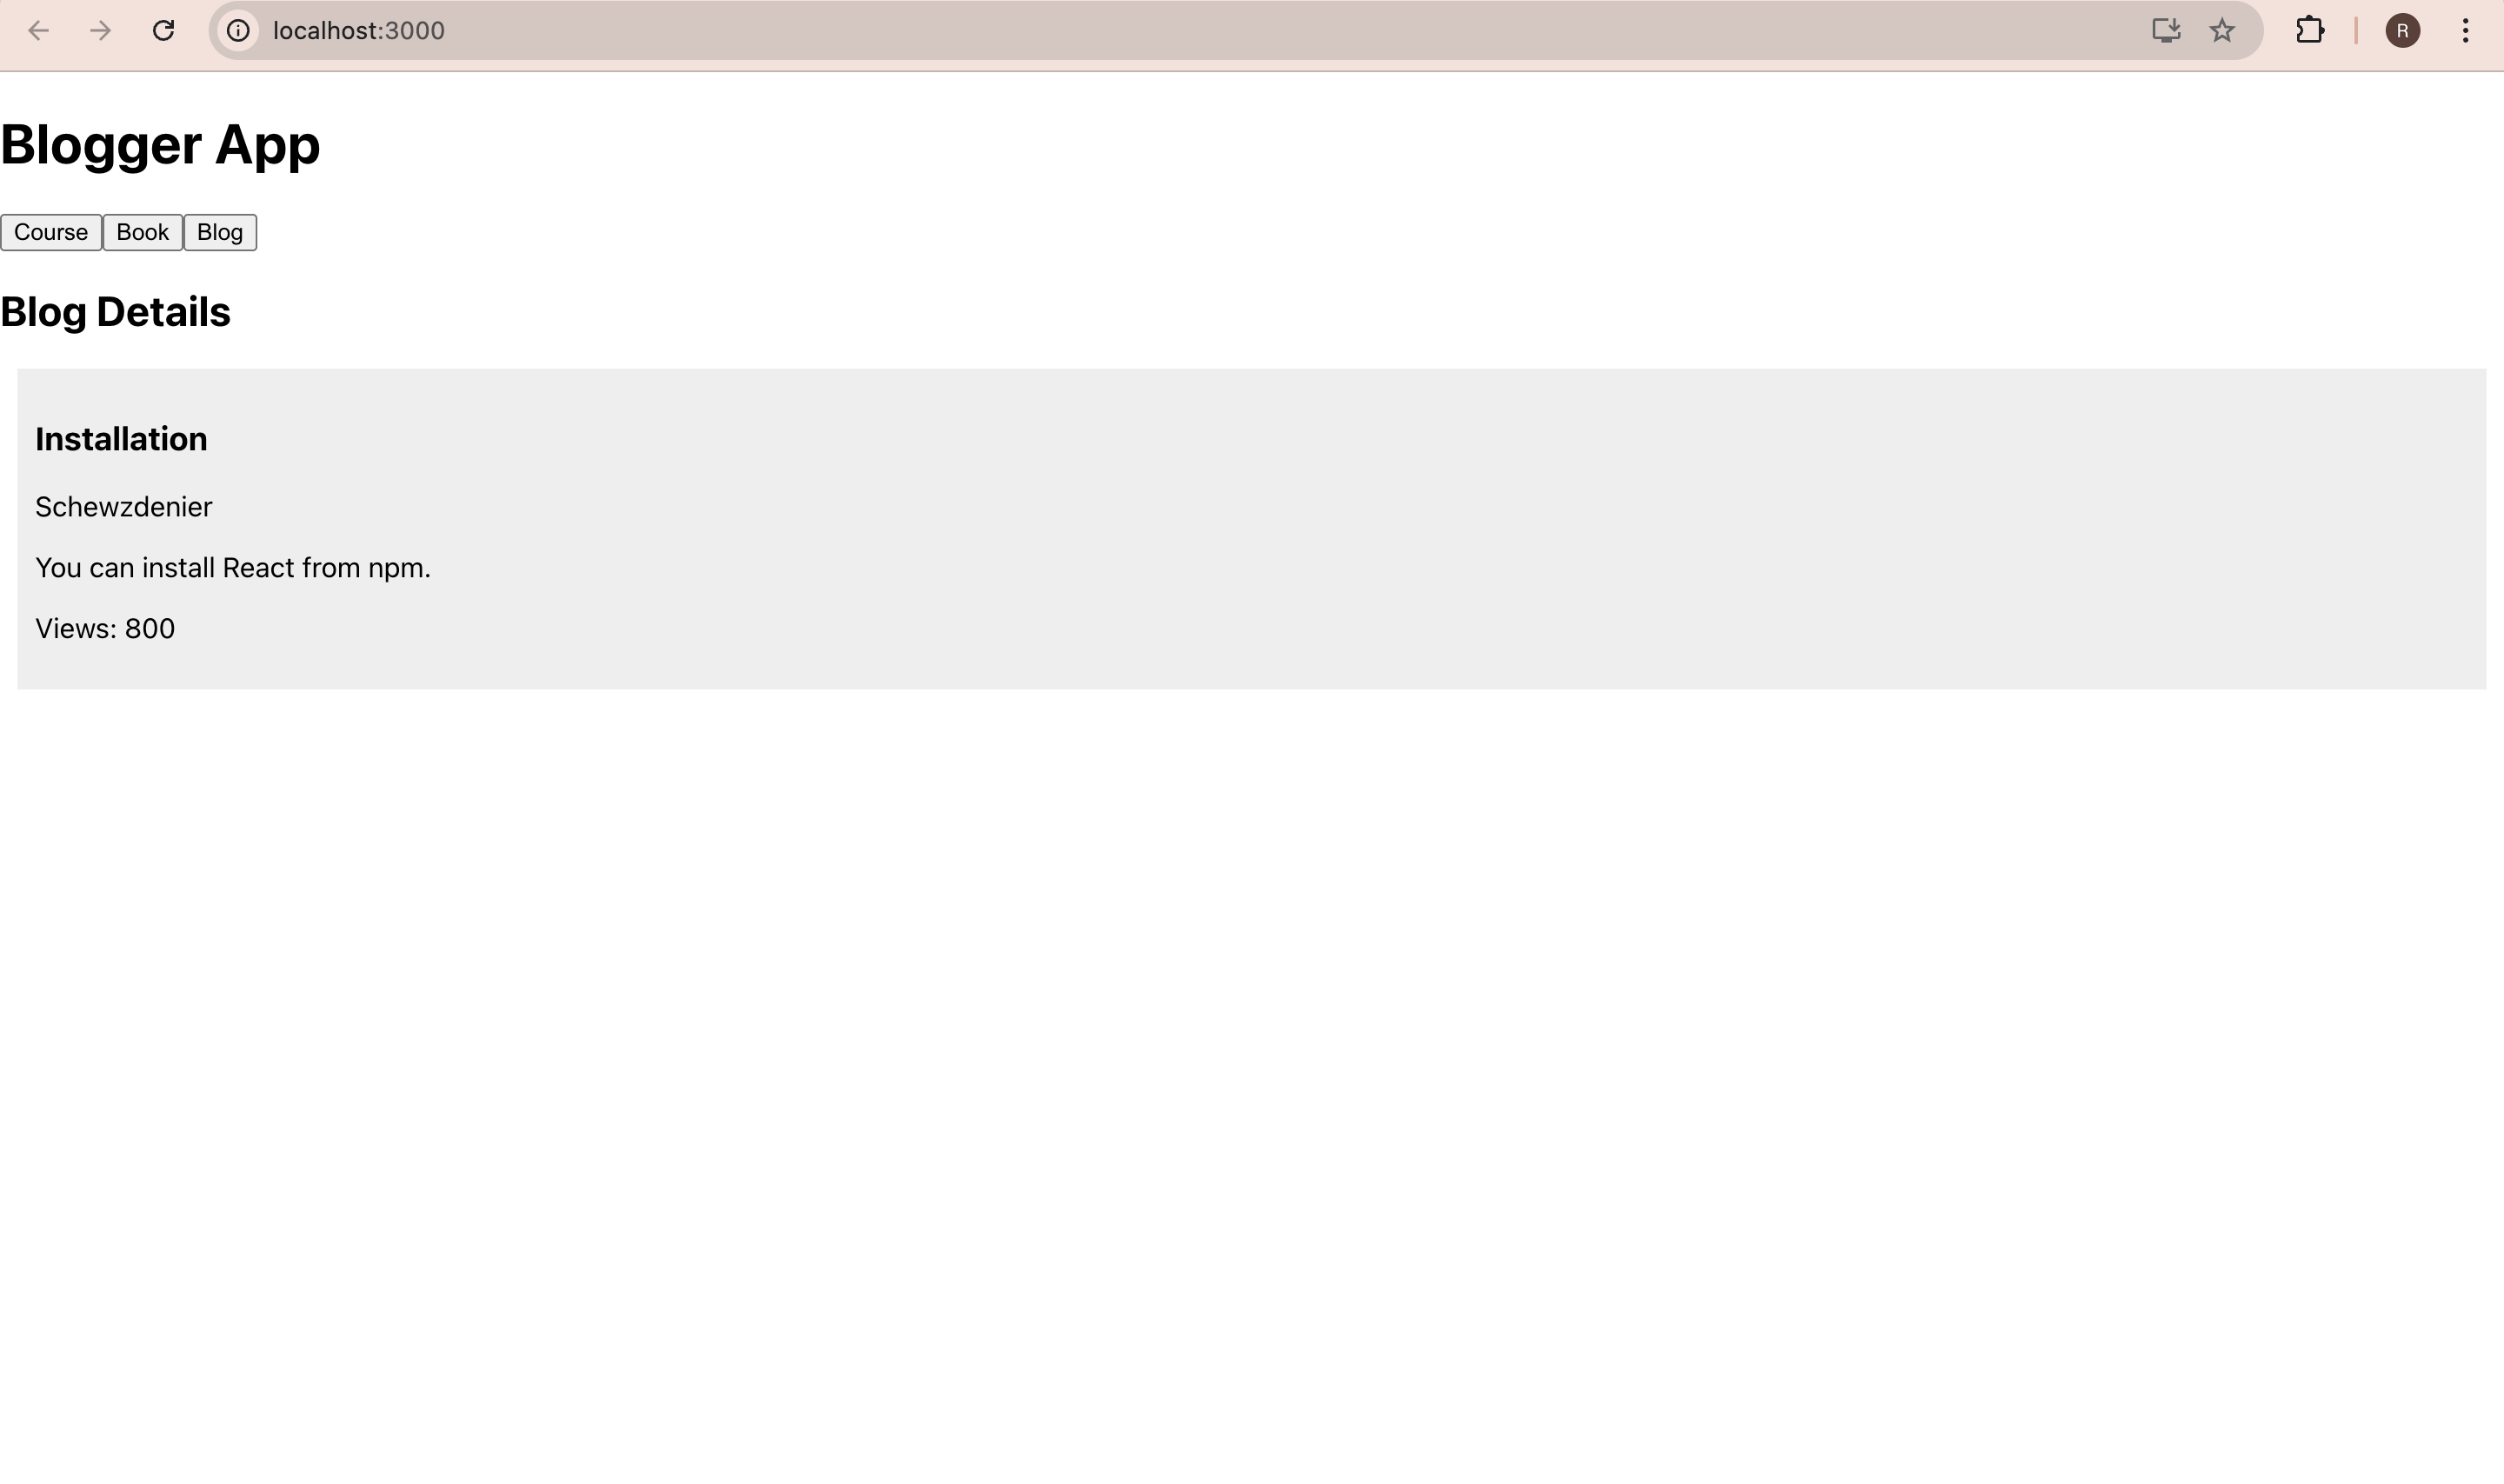 localhost:3000
R
Blogger App
Course Book Blog
Blog Details
Installation
Schewzdenier
You can install React from npm.
Views: 800